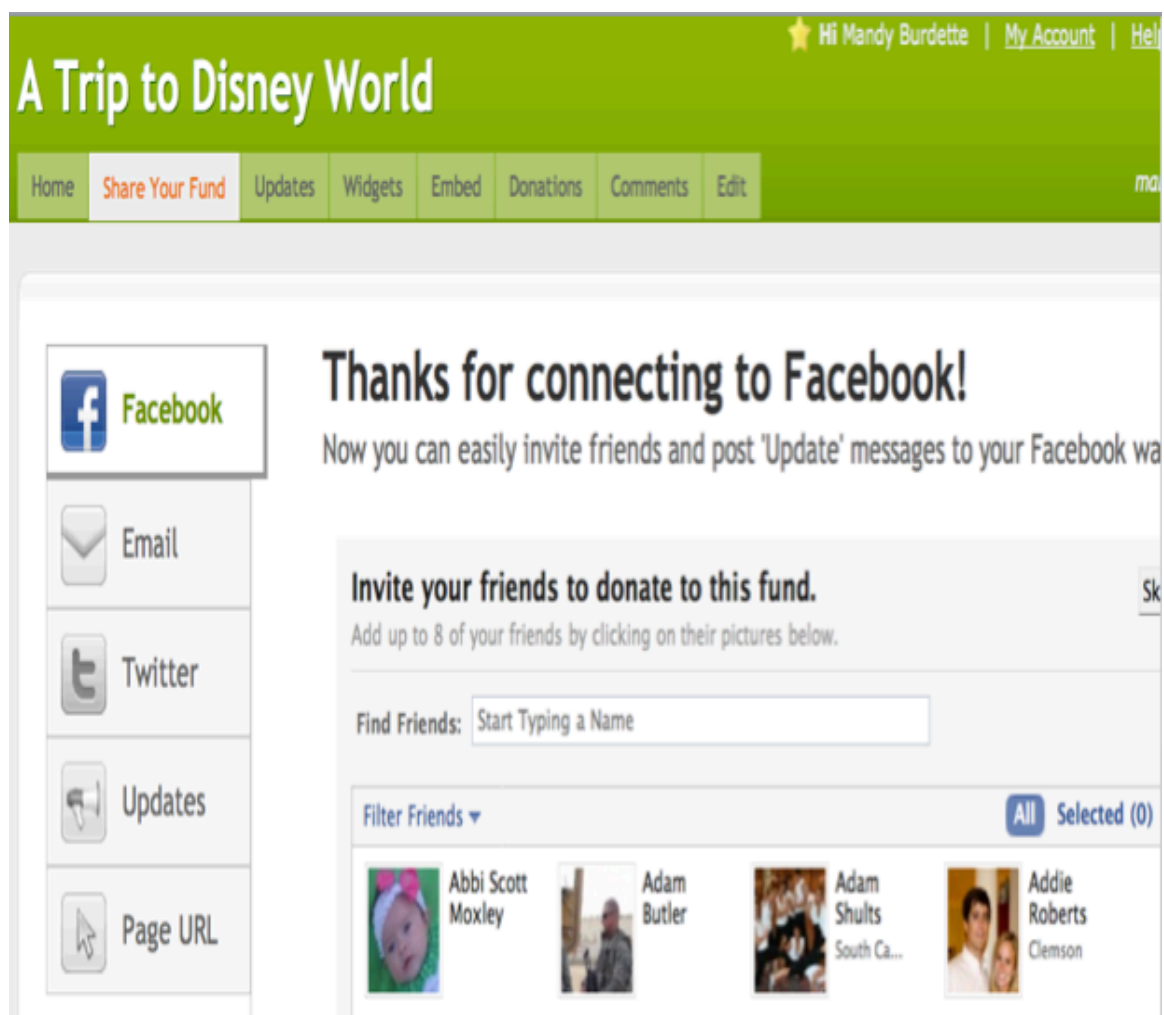 Hi Mandy Burdette | My Account |
A Trip to Disney World
Home Share Your Fund Updates Widgets Embed Donations Comments Edit
Facebook
Email
Twitter
Updates
Page URL
Thanks for connecting to Facebook!
Now you can easily invite friends and post 'Update' messages to your Facebook
Invite your friends to donate to this fund.
Add up to 8 of your friends by clicking on their pictures below.
Find Friends: Start Typing a Name
Filter Friends All Selected (0)
Abbi Scott
Moxley
Adam
Butler
Adam
Shults
South Ca...
Addie
Roberts
Clemson